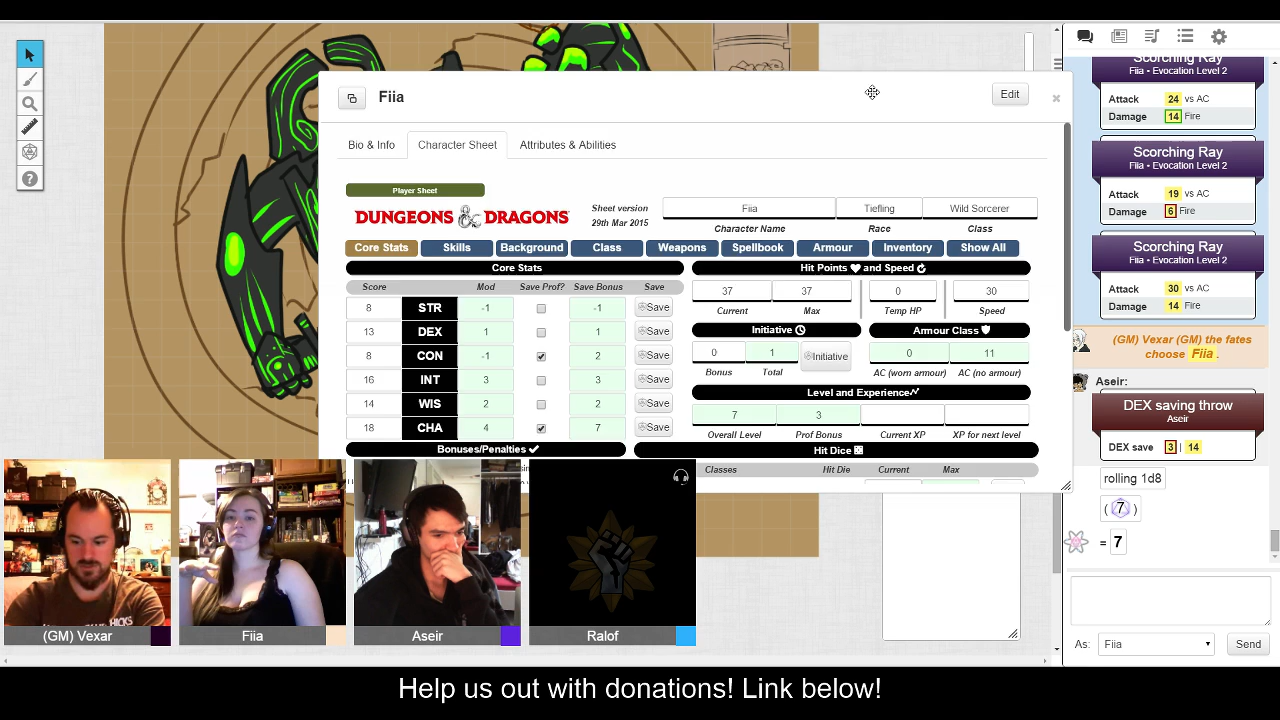 Fiia
Edit
×
Bio & Info
Character Sheet
Attributes & Abilities
Player Sheet
DUNGEONS & DRAGONS
Sheet version
29th Mar 2015
Fiia
Tiefling
Wild Sorcerer
Character Name
Race
Class
Core Stats
Skills
Background
Class
Weapons
Spellbook
Armour
Inventory
Show All
Core Stats
Score Mod Save Prof? Save Bonus Save
8 STR -1 -1 Save
13 DEX 1 1 Save
8 CON -1 2 Save
16 INT 3 3 Save
14 WIS 2 2 Save
18 CHA 4 7 Save
Bonuses/Penalties
Hit Points and Speed
37 37 0 30
Current Max Temp HP Speed
Initiative
0 1 Initiative
Bonus Total
Armour Class
0 11
AC (worn armour) AC (no armour)
Level and Experience
7 3
Overall Level Prof Bonus Current XP XP for next level
Hit Dice
Classes Hit Die Current Max
Scorching Ray
Fiia - Evocation Level 2
Attack 24 vs AC
Damage 14 Fire
Scorching Ray
Fiia - Evocation Level 2
Attack 19 vs AC
Damage 6 Fire
Scorching Ray
Fiia - Evocation Level 2
Attack 30 vs AC
Damage 14 Fire
(GM) Vexar (GM) the fates
choose Fiia .
Aseir:
DEX saving throw
Aseir
DEX save 3 | 14
rolling 1d8
(7)
= 7
As: Fiia
Send
(GM) Vexar
Fiia
Aseir
Ralof
Help us out with donations! Link below!